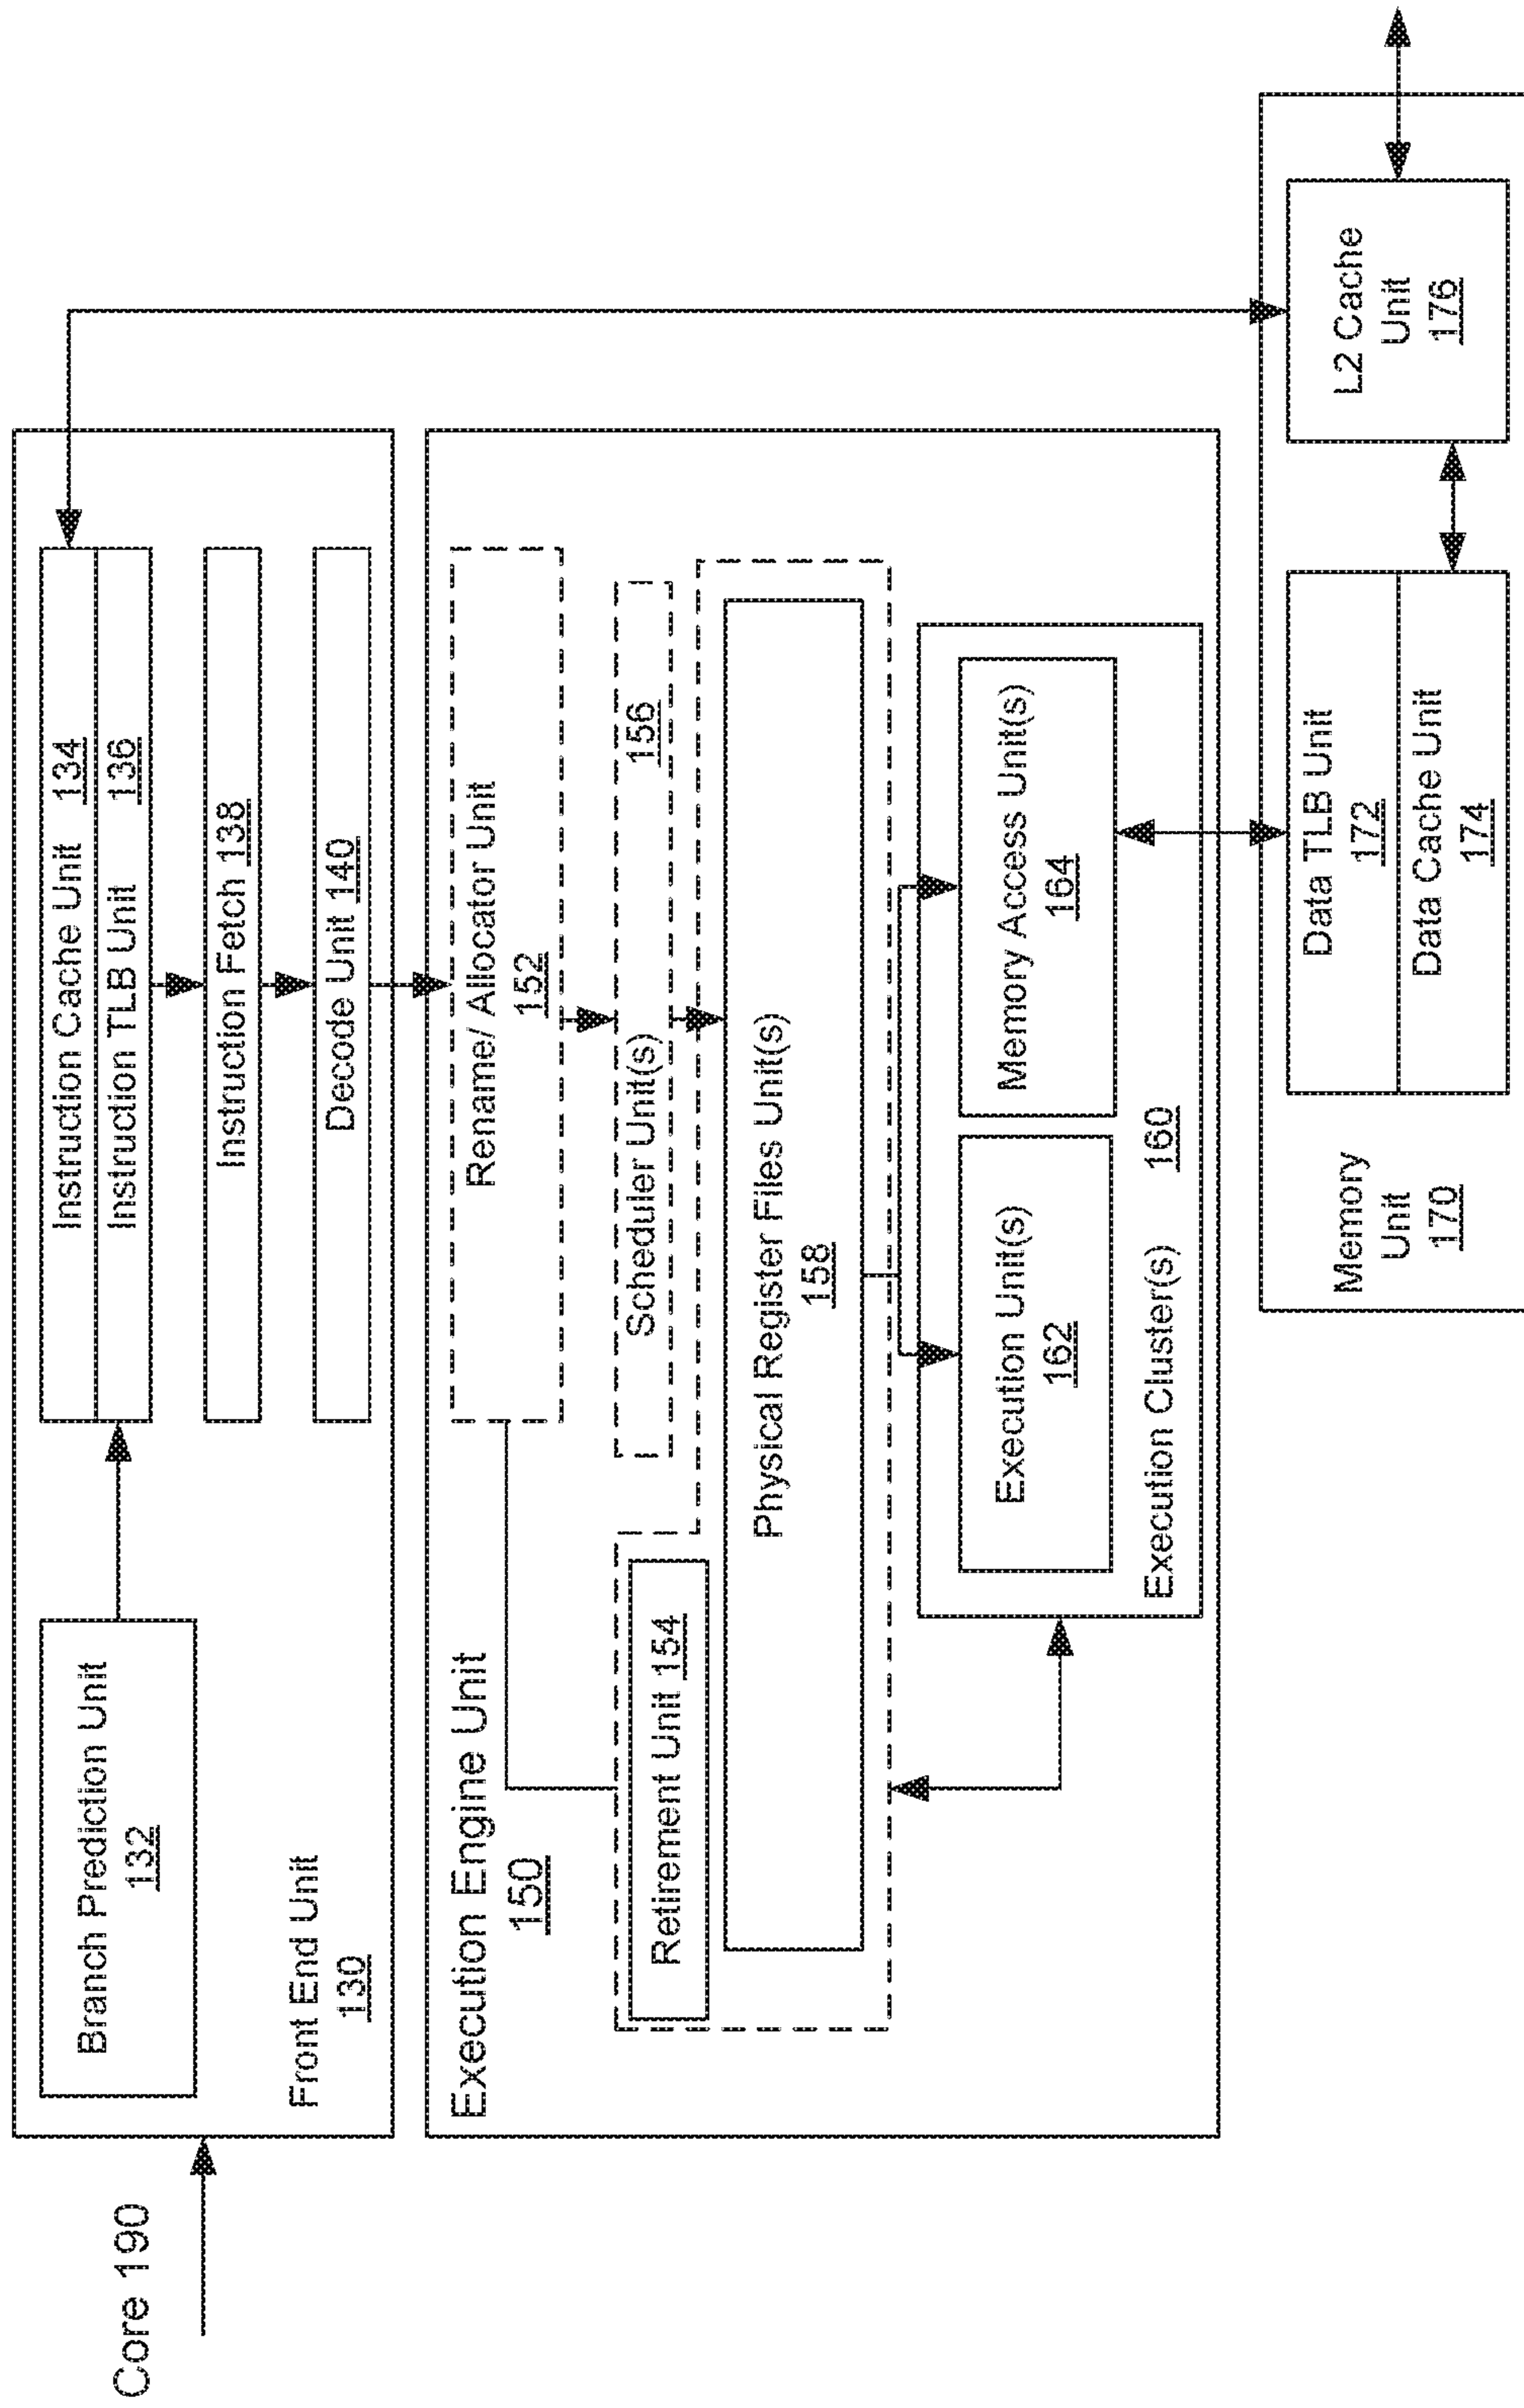 Core 190
Branch Prediction Unit
132
Instruction Cache Unit 134
Instruction TLB Unit 136
Instruction Fetch 138
Decode Unit 140
Front End Unit
130
Execution Engine Unit
150
Rename/ Allocator Unit
152
Scheduler Unit(s) 156
Retirement Unit 154
Physical Register Files Unit(s)
158
Execution Unit(s)
162
Memory Access Unit(s)
164
Execution Cluster(s) 160
Memory
Unit
170
Data TLB Unit
172
Data Cache Unit
174
L2 Cache
Unit
176